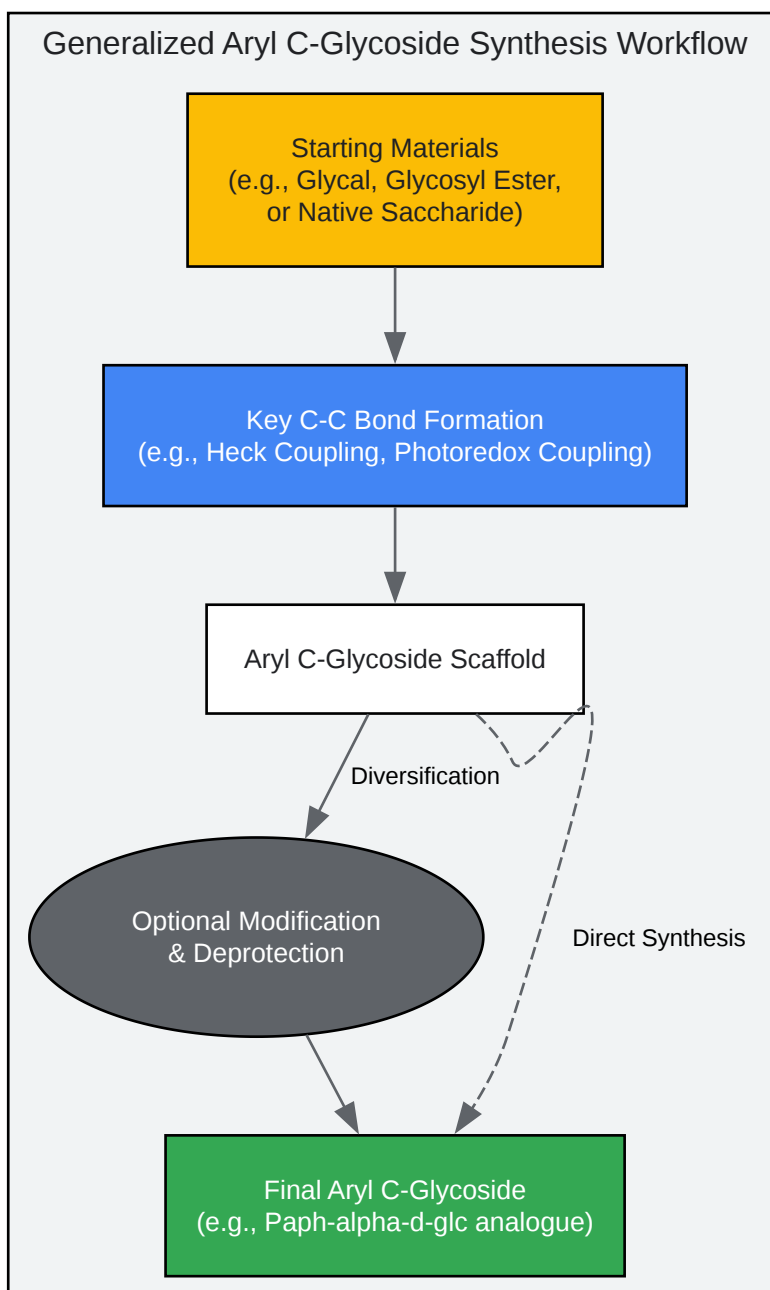 Generalized Aryl C-Glycoside Synthesis Workflow
Starting Materials
(e.g., Glycal, Glycosyl Ester,
or Native Saccharide)
Key C-C Bond Formation
(e.g., Heck Coupling, Photoredox Coupling)
Aryl C-Glycoside Scaffold
Diversification
Optional Modification
& Deprotection
Direct Synthesis
Final Aryl C-Glycoside
(e.g., Paph-alpha-d-glc analogue)